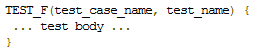 TEST_F(test_case_name, test_name) {
... test body ...
}